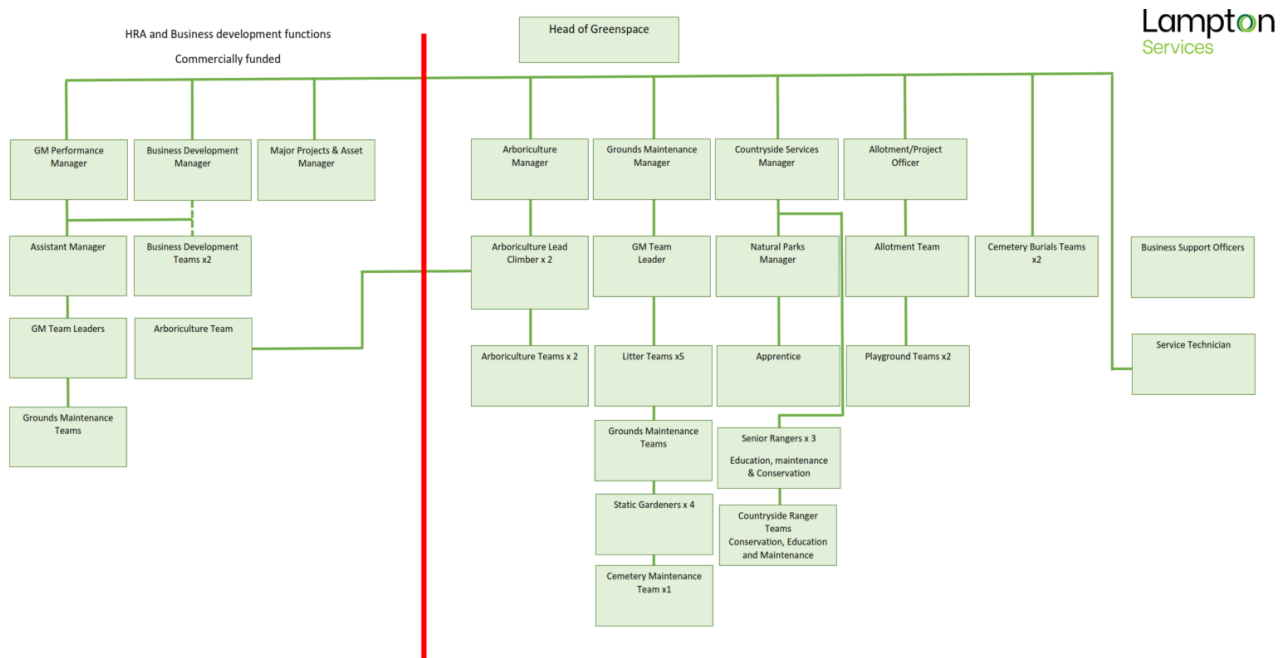 HRA and Business development functions
Commercially funded
Head of Greenspace
Lampton
Services
GM Performance
Manager
Business Development
Manager
Major Projects & Asset
Manager
Arboriculture
Manager
Grounds Maintenance
Manager
Countryside Services
Manager
Allotment/Project
Officer
Assistant Manager
Business Development
Teams x2
Arboriculture Lead
Climber x 2
GM Team
Leader
Natural Parks
Manager
Allotment Team
Cemetery Burials Teams
x2
Business Support Officers
GM Team Leaders
Arboriculture Team
Arboriculture Teams x 2
Litter Teams x5
Apprentice
Playground Teams x2
Service Technician
Grounds Maintenance
Teams
Grounds Maintenance
Teams
Senior Rangers x 3
Education, maintenance
& Conservation
Static Gardeners x 4
Countryside Ranger
Teams
Conservation, Education
and Maintenance
Cemetery Maintenance
Team x1